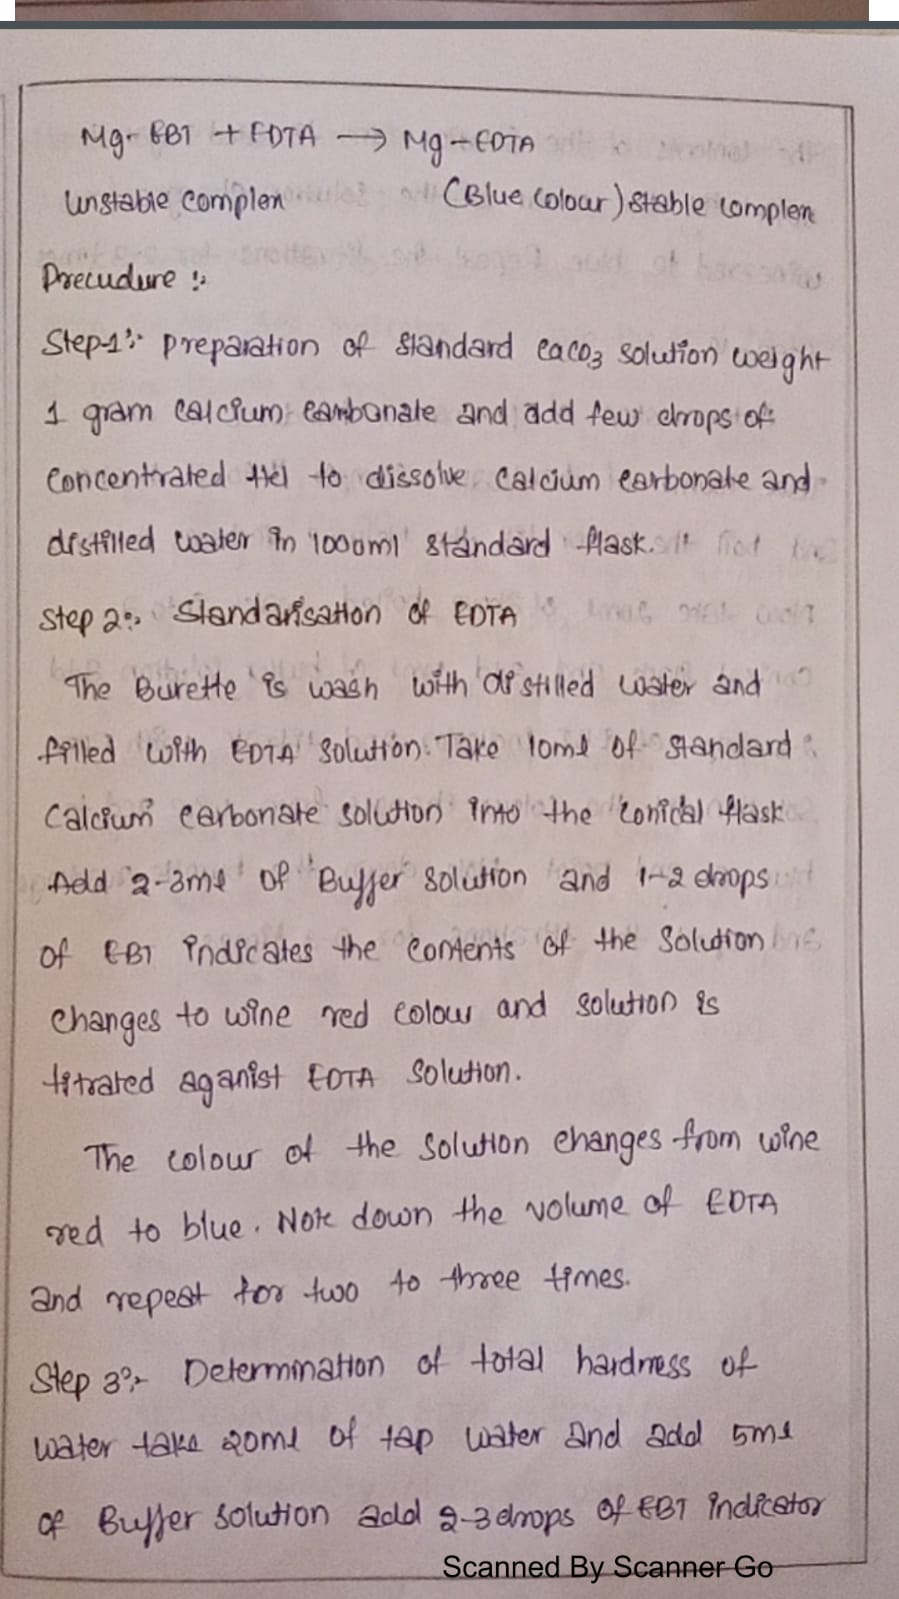 Mg-EBT + EDTA → Mg-EDTA
Unstable complex (Blue colour) stable complex
Precudure :-
Step-1:- preparation of standard CaCO3 solution weight
1 gram calcium carbonate and add few drops of
concentrated Hcl to dissolve calcium carbonate and
distilled water in 1000ml standard flask.
Step 2:- Standarisation of EDTA
The Burette is wash with distilled water and
filled with EDTA solution. Take 10ml of standard
calcium carbonate solution into the conical flask
Add 2-3ml of Buffer solution and 1-2 drops
of EBT indicates the contents of the solution
changes to wine red colour and solution is
titrated aganist EDTA solution.
The colour of the solution changes from wine
red to blue. Note down the volume of EDTA
and repeat for two to three times.
Step 3:- Determination of total hardness of
water take 20ml of tap water and add 5ml
of Buffer solution add 2-3 drops of EBT indicator
Scanned By Scanner Go